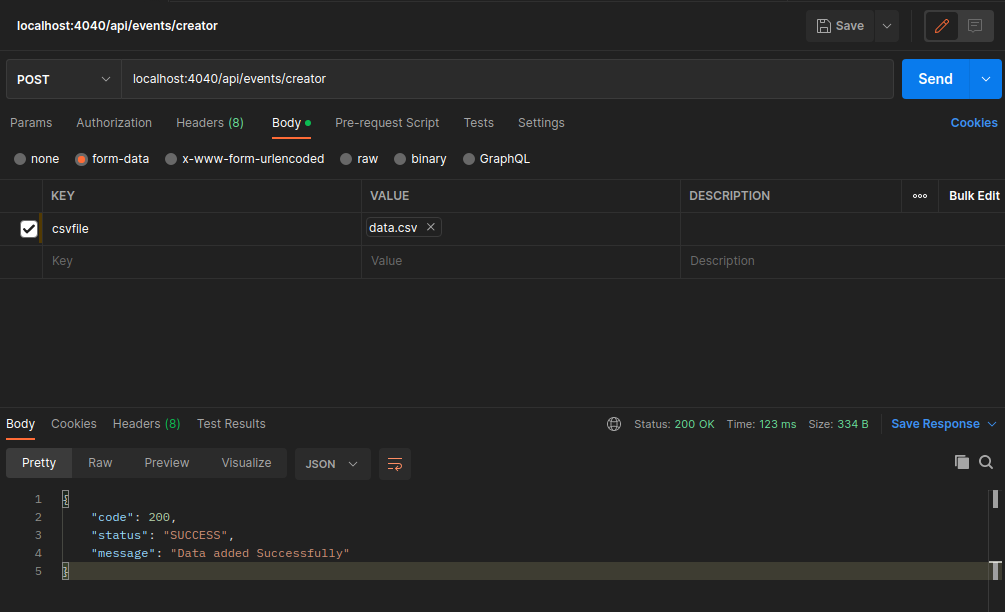 localhost:4040/api/events/creator
Save
POST
localhost:4040/api/events/creator
Send
Params Authorization Headers (8) Body Pre-request Script Tests Settings Cookies
none form-data x-www-form-urlencoded raw binary GraphQL
KEY VALUE DESCRIPTION ooo Bulk Edit
csvfile data.csv
Key Value Description
Body Cookies Headers (8) Test Results Status: 200 OK Time: 123 ms Size: 334 B Save Response
Pretty Raw Preview Visualize JSON
1 {
2 "code": 200,
3 "status": "SUCCESS",
4 "message": "Data added Successfully"
5 }